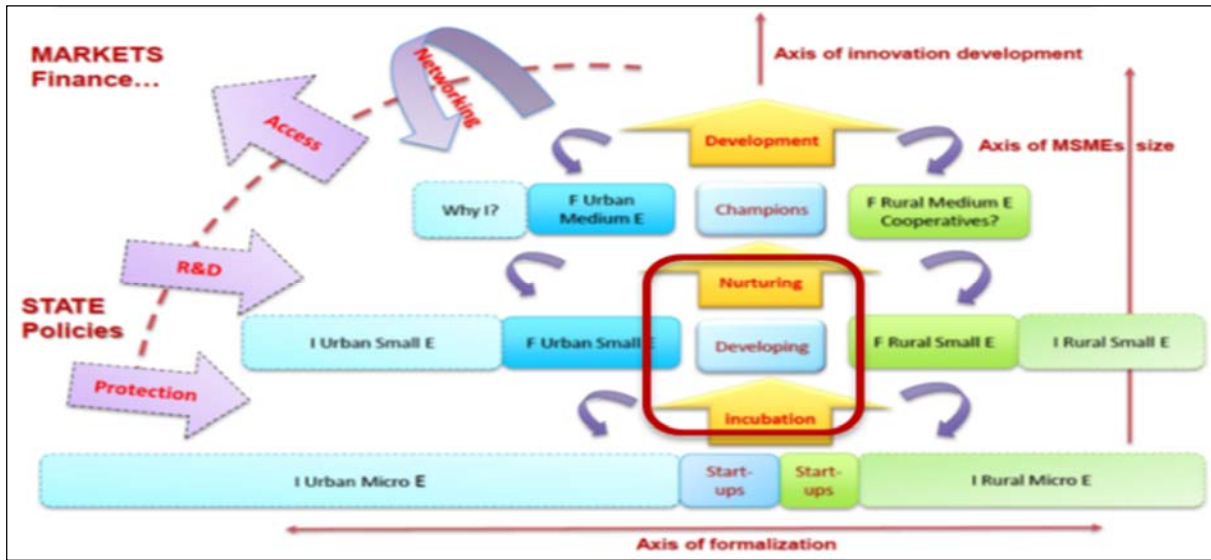 MARKETS
Finance...
Networking
Axis of innovation development
Access
Development
Axis of MSMEs size
Why I?
F Urban
Medium E
Champions
F Rural Medium E
Cooperatives?
R&D
Nurturing
STATE
Policies
I Urban Small E
F Urban Small E
Developing
F Rural Small E
I Rural Small E
Protection
incubation
I Urban Micro E
Start-
ups
Start-
ups
I Rural Micro E
Axis of formalization